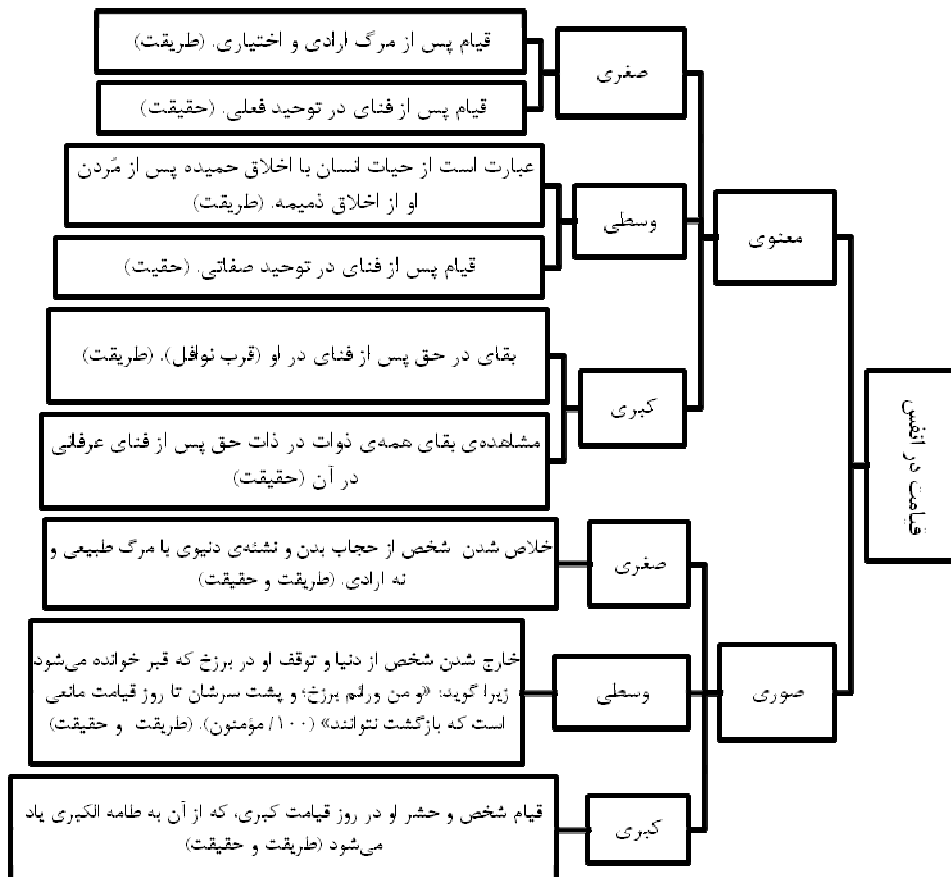 قیامت در انفس
معنوی
صغری
قیام پس از مرگ ارادی و اختیاری. (طریقت)
قیام پس از فنای در توحید فعلی. (حقیقت)
وسطی
عبارت است از حیات انسان با اخلاق حمیده پس از مُردن
او از اخلاق ذمیمه. (طریقت)
قیام پس از فنای در توحید صفاتی. (حقیت)
کبری
بقای در حق پس از فنای در او (قرب نوافل). (طریقت)
مشاهده‌ی بقای همه‌ی ذوات در ذات حق پس از فنای عرفانی
در آن (حقیقت)
صوری
صغری
خلاص شدن شخص از حجاب بدن و نشئه‌ی دنیوی با مرگ طبیعی و
نه ارادی. (طریقت و حقیقت)
وسطی
خارج شدن شخص از دنیا و توقف او در برزخ که قبر خوانده می‌شود
زیرا گوید: «و من ورائم برزخ؛ و پشت سرشان تا روز قیامت مانعی
است که بازگشت نتوانند» (۱۰۰/ مؤمنون). (طریقت و حقیقت)
کبری
قیام شخص و حشر او در روز قیامت کبری، که از آن به طامه الکبری یاد
می‌شود (طریقت و حقیقت)